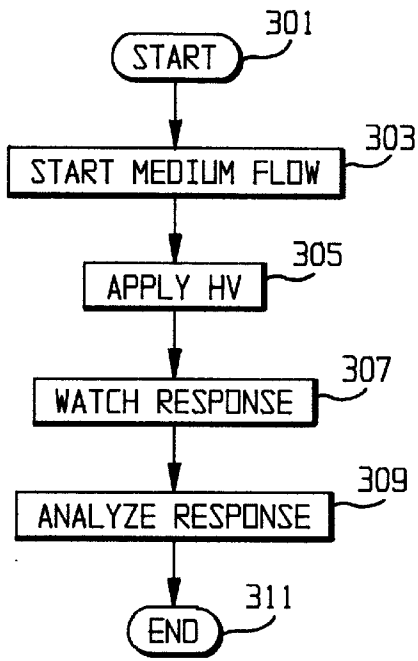 301
START
303
START MEDIUM FLOW
305
APPLY HV
307
WATCH RESPONSE
309
ANALYZE RESPONSE
311
END